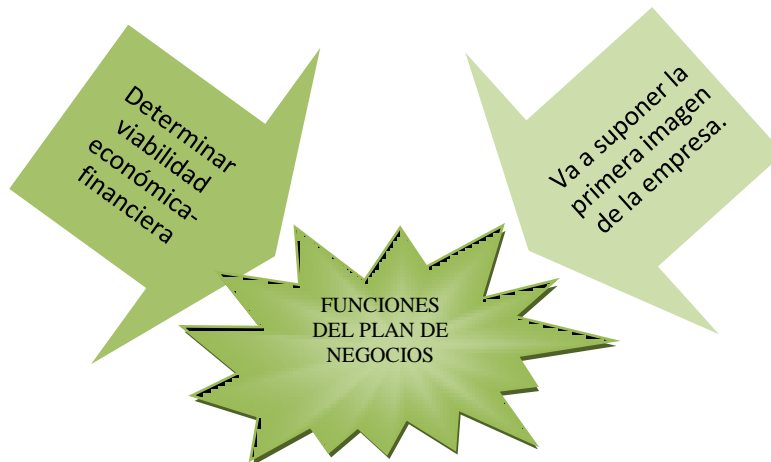 Determinar
viabilidad
económica-
financiera
Va a suponer la
primera imagen
de la empresa.
FUNCIONES
DEL PLAN DE
NEGOCIOS